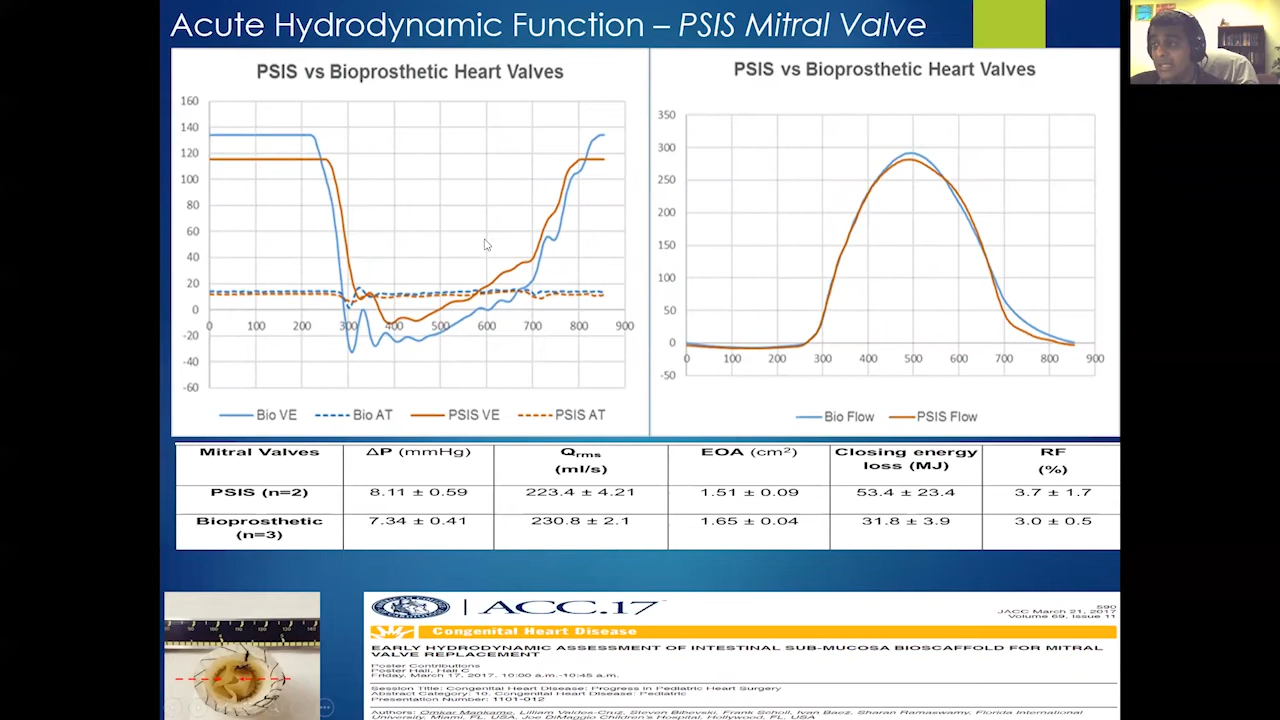 Acute Hydrodynamic Function – PSIS Mitral Valve
PSIS vs Bioprosthetic Heart Valves
160
140
120
100
80
60
40
20
0
-20
-40
-60
0 100 200 300 400 500 600 700 800 900
Bio VE Bio AT PSIS VE PSIS AT
PSIS vs Bioprosthetic Heart Valves
350
300
250
200
150
100
50
0
-50
0 100 200 300 400 500 600 700 800 900
Bio Flow PSIS Flow
Mitral Valves ΔP (mmHg) Qrms (ml/s) EOA (cm²) Closing energy loss (MJ) RF (%)
PSIS (n=2) 8.11 ± 0.59 223.4 ± 4.21 1.51 ± 0.09 53.4 ± 23.4 3.7 ± 1.7
Bioprosthetic (n=3) 7.34 ± 0.41 230.8 ± 2.1 1.65 ± 0.04 31.8 ± 3.9 3.0 ± 0.5
ACC.17
590
JACC March 21, 2017
Volume 69, Issue 11
Congenital Heart Disease
EARLY HYDRODYNAMIC ASSESSMENT OF INTESTINAL SUB-MUCOSA BIOSCAFFOLD FOR MITRAL
VALVE REPLACEMENT
Poster Contributions
Poster Hall, Hall C
Friday, March 17, 2017, 10:00 a.m.-10:45 a.m.
Session Title: Congenital Heart Disease: Progress in Pediatric Heart Surgery
Abstract Category: 10. Congenital Heart Disease: Pediatric
Presentation Number: 1101-012
Authors: Omkar Mankame, Lilliam Valdes-Cruz, Steven Bibevski, Frank Scholl, Ivan Baez, Sharan Ramaswamy, Florida International
University, Miami, FL, USA, Joe DiMaggio Children's Hospital, Hollywood, FL, USA